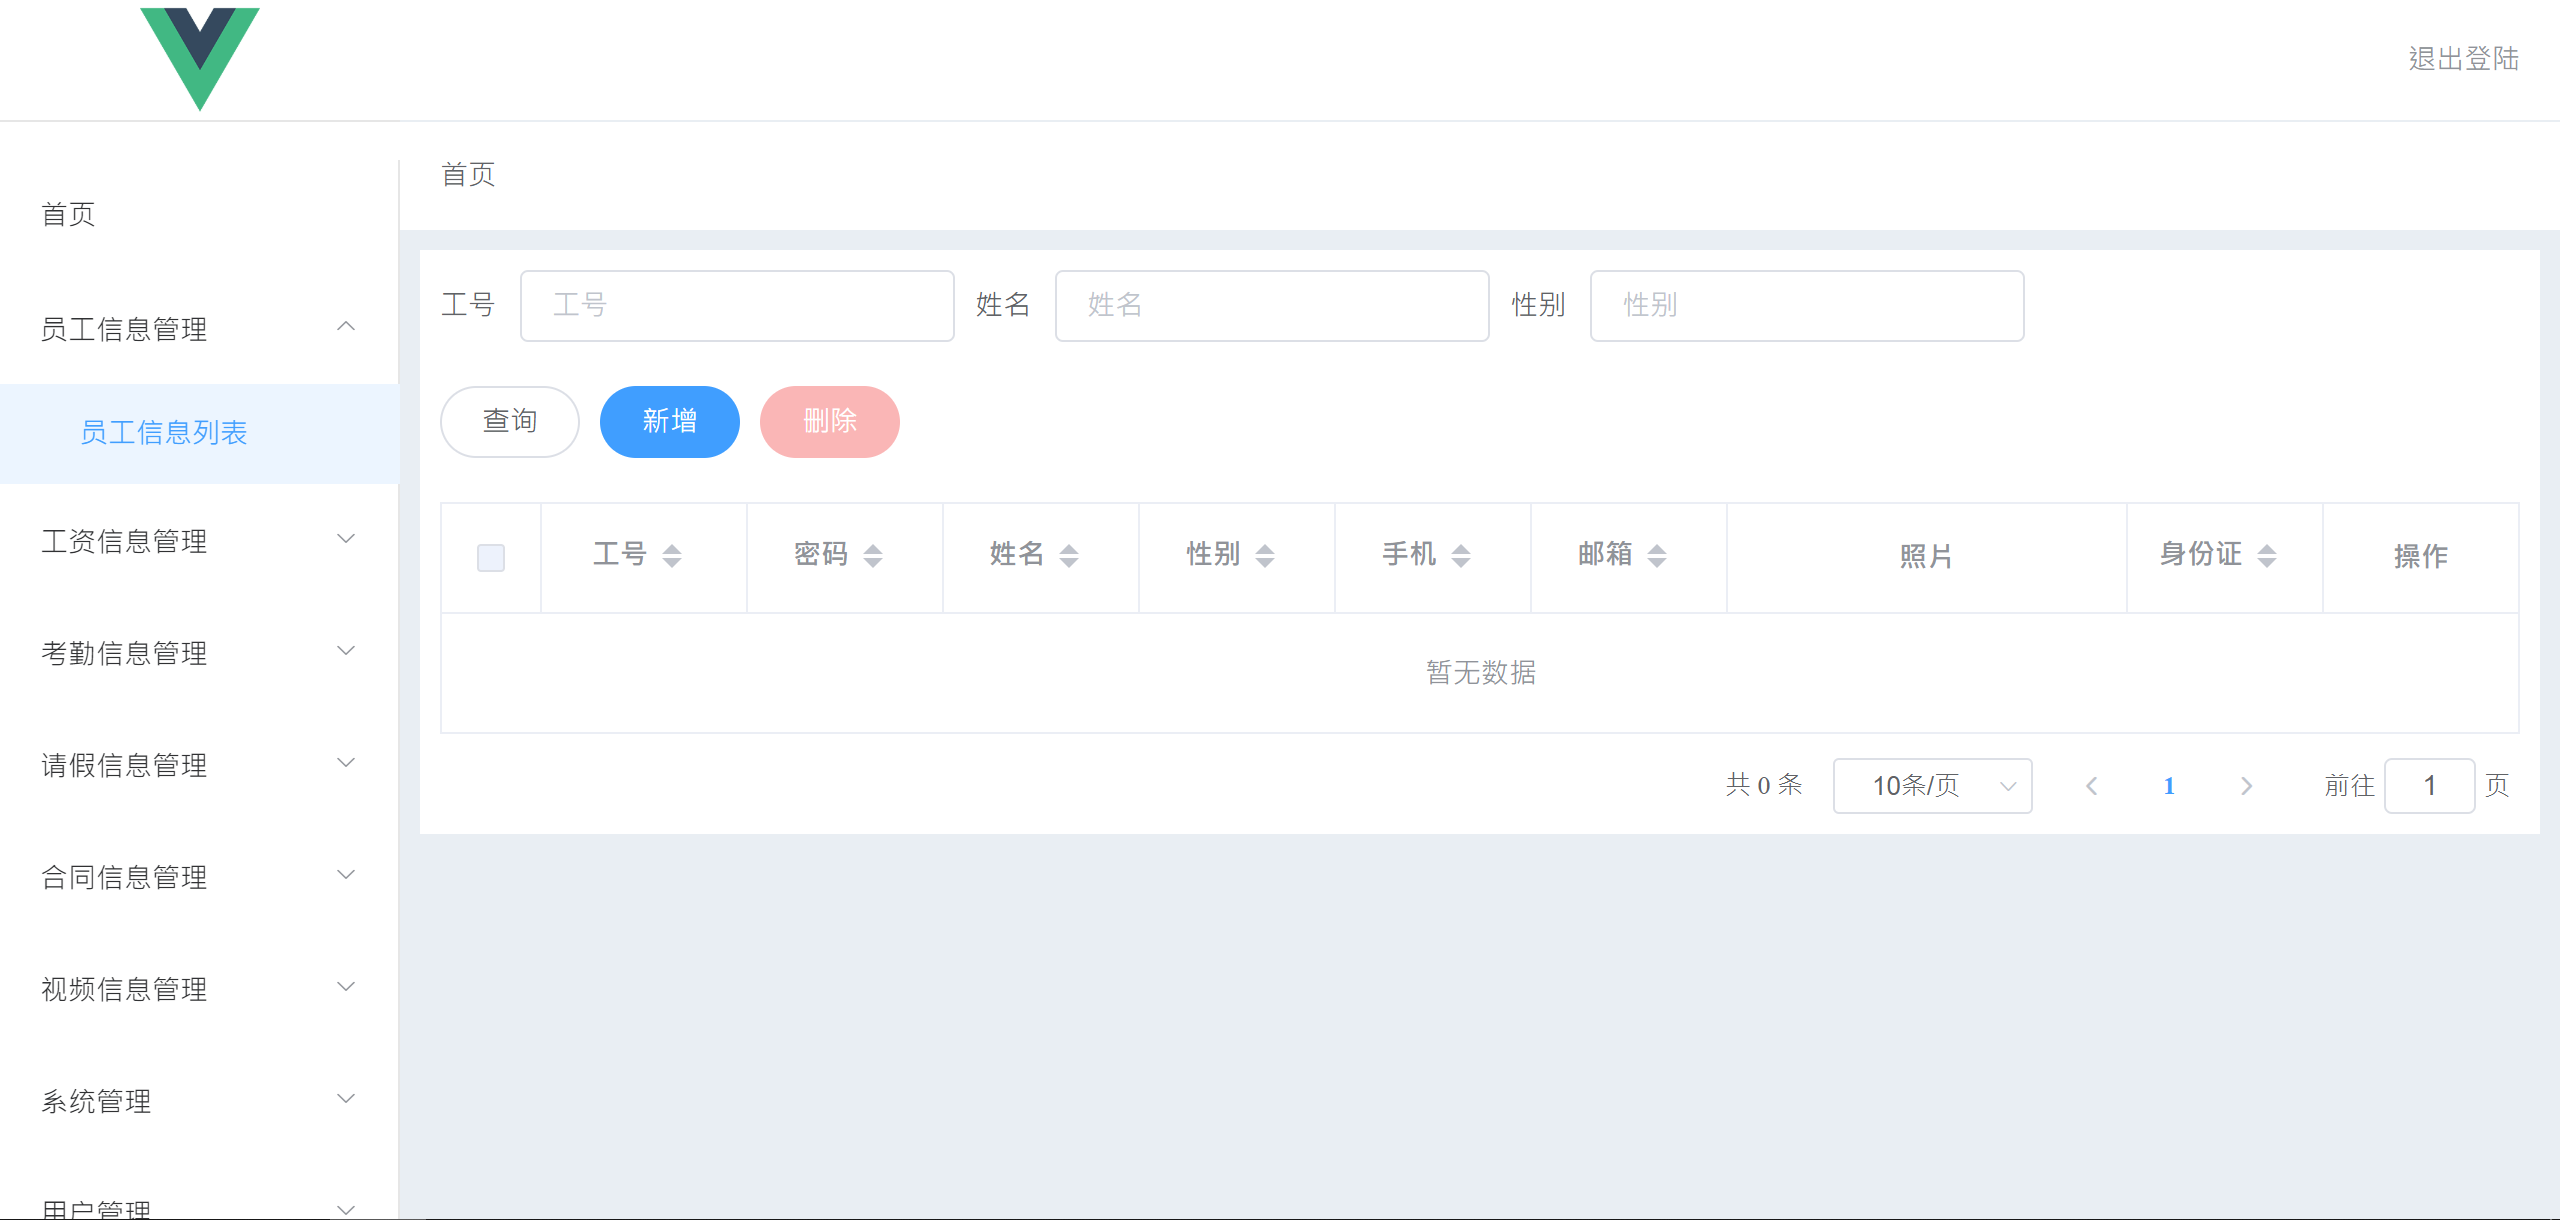 退出登陆
首页
首页
员工信息管理
员工信息列表
工资信息管理
考勤信息管理
请假信息管理
合同信息管理
视频信息管理
系统管理
用户管理
工号 工号 姓名 姓名 性别 性别
查询 新增 删除
工号 密码 姓名 性别 手机 邮箱 照片 身份证 操作
暂无数据
共 0 条 10条/页 1 前往 1 页